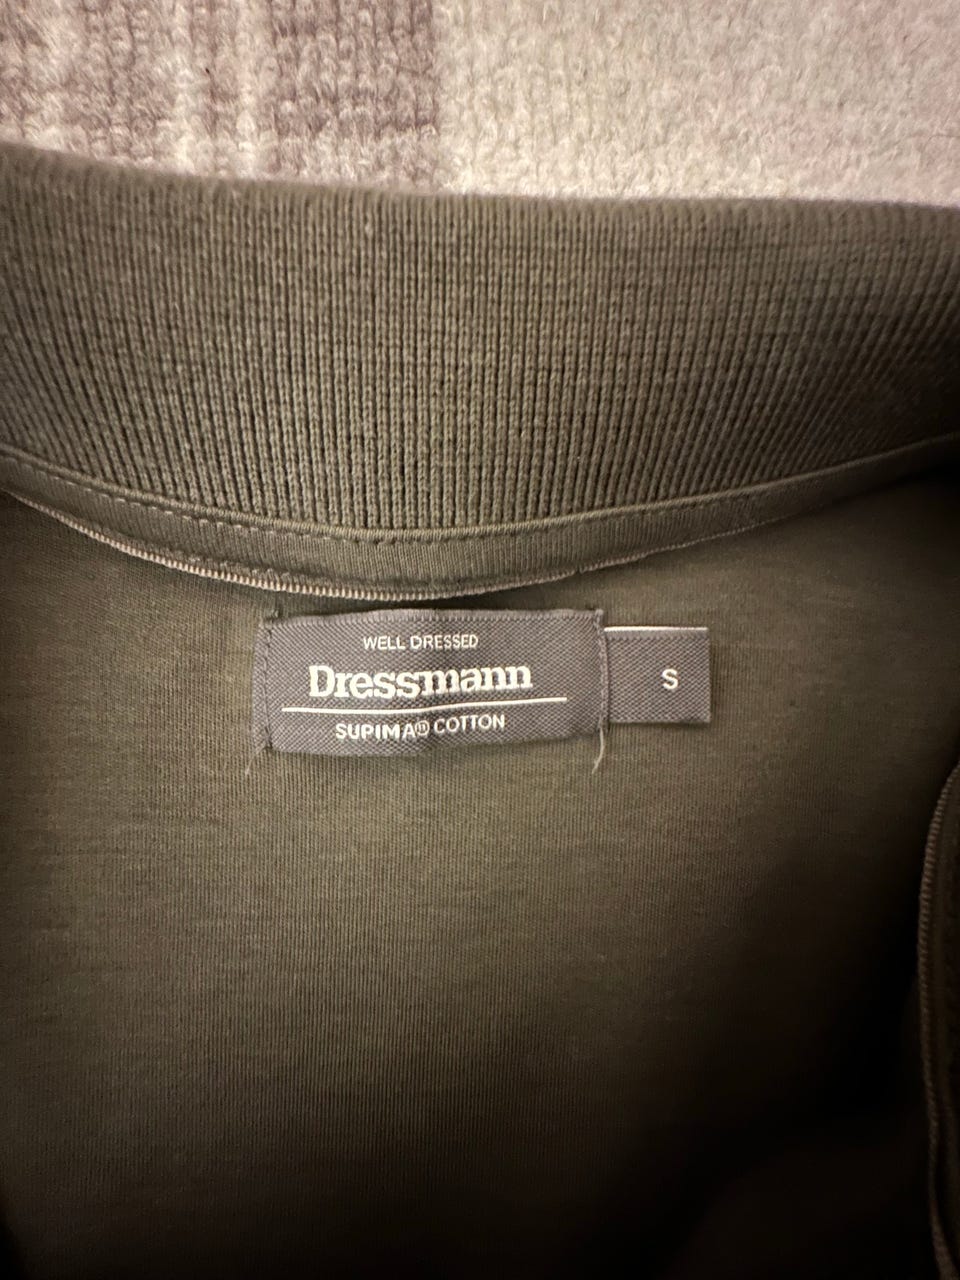 WELL DRESSED
Dressmann
SUPIMA® COTTON
S